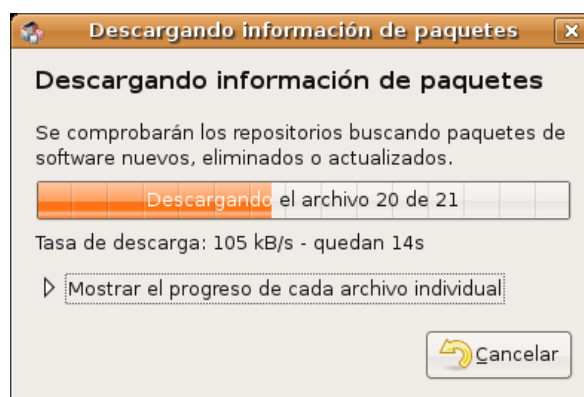 Descargando información de paquetes
Descargando información de paquetes
Se comprobarán los repositorios buscando paquetes de
software nuevos, eliminados o actualizados.
Descargando el archivo 20 de 21
Tasa de descarga: 105 kB/s - quedan 14s
Mostrar el progreso de cada archivo individual
Cancelar